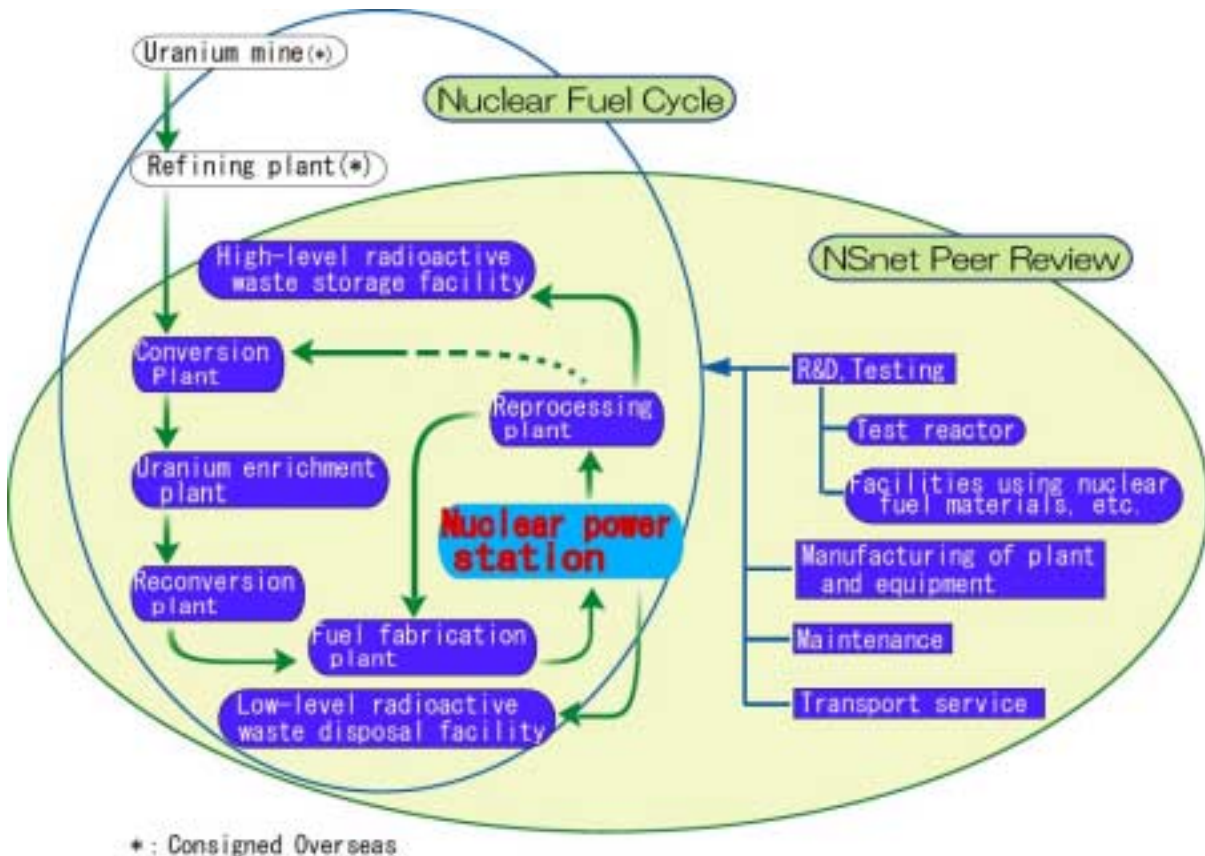 Uranium mine(*)
Nuclear Fuel Cycle
Refining plant(*)
NSnet Peer Review
High-level radioactive
waste storage facility
Conversion
Plant
R&D,Testing
Reprocessing
plant
Test reactor
Uranium enrichment
plant
Facilities using nuclear
fuel materials, etc.
Nuclear power
station
Manufacturing of plant
and equipment
Reconversion
plant
Fuel fabrication
plant
Maintenance
Low-level radioactive
waste disposal facility
Transport service
*: Consigned Overseas